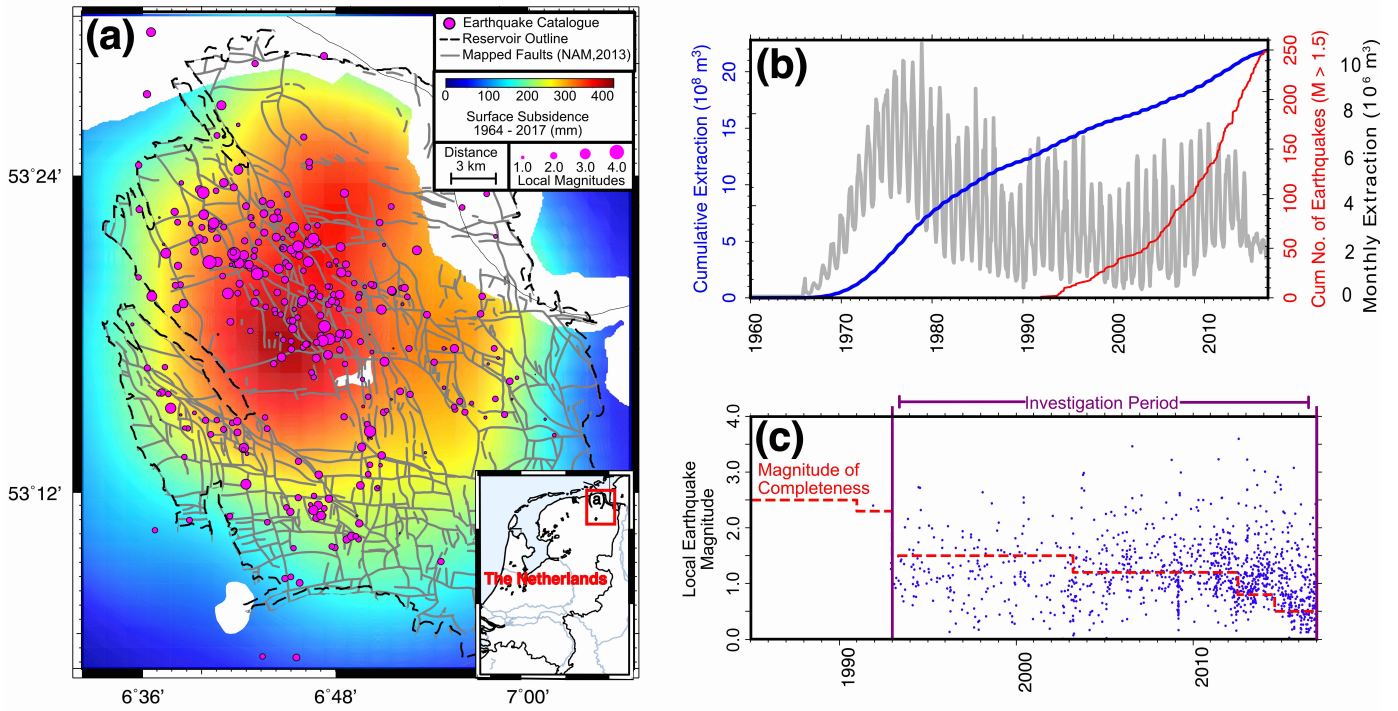 (a)
Earthquake Catalogue
Reservoir Outline
Mapped Faults (NAM,2013)
0 100 200 300 400
Surface Subsidence
1964 - 2017 (mm)
Distance
3 km
1.0 2.0 3.0 4.0
Local Magnitudes
53°24'
53°12'
6°36' 6°48' 7°00'
(a)
The Netherlands
(b)
Cumulative Extraction (10⁸ m³)
0 5 10 15 20
Cum No. of Earthquakes (M > 1.5)
0 50 100 150 200 250
Monthly Extraction (10⁶ m³)
0 2 4 6 8 10
1960 1970 1980 1990 2000 2010
Investigation Period
(c)
Magnitude of
Completeness
Local Earthquake
Magnitude
0.0 1.0 2.0 3.0 4.0
1990 2000 2010